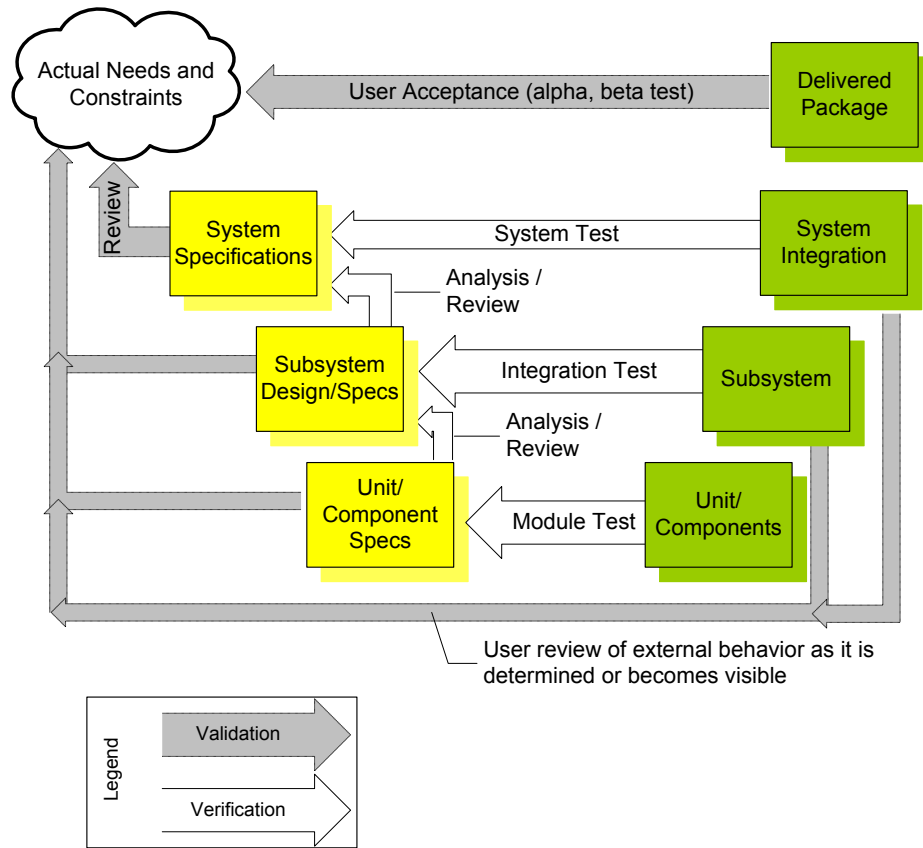 Actual Needs and
Constraints
User Acceptance (alpha, beta test)
Delivered
Package
Review
System
Specifications
System Test
System
Integration
Analysis /
Review
Subsystem
Design/Specs
Integration Test
Subsystem
Analysis /
Review
Unit/
Component
Specs
Module Test
Unit/
Components
User review of external behavior as it is
determined or becomes visible
Legend
Validation
Verification